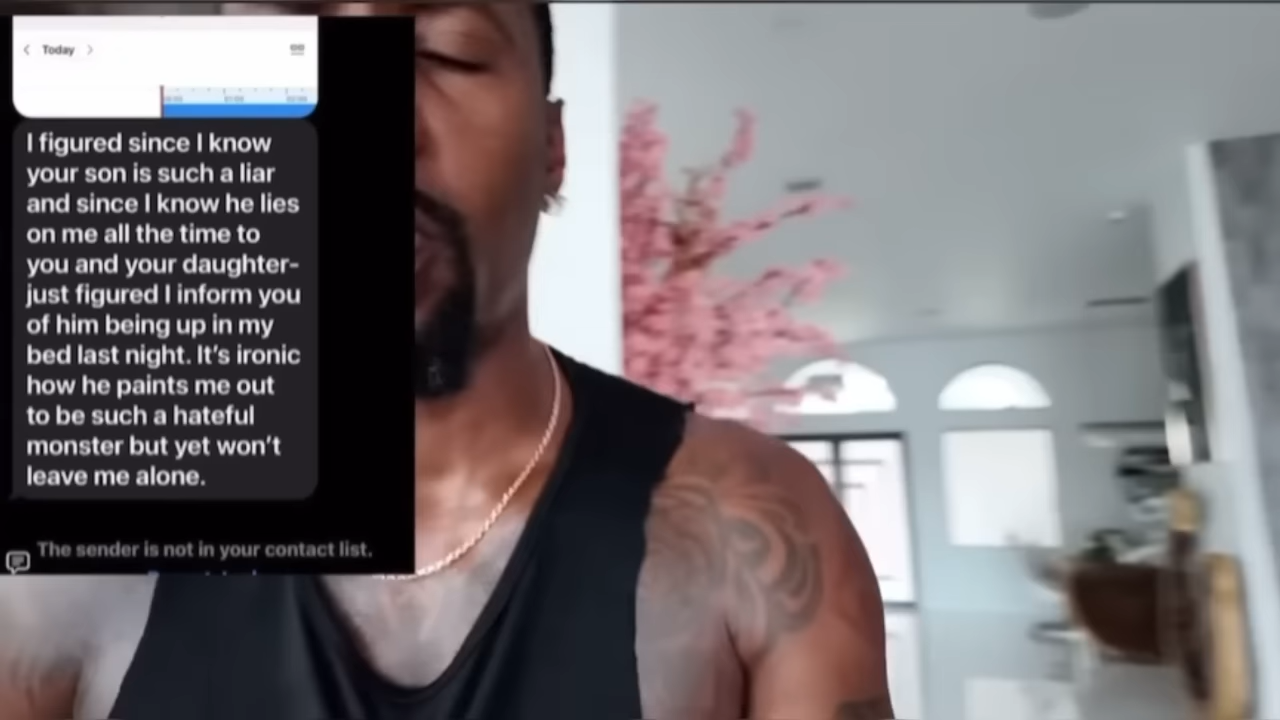 Today
I figured since I know
your son is such a liar
and since I know he lies
on me all the time to
you and your daughter-
just figured I inform you
of him being up in my
bed last night. It's ironic
how he paints me out
to be such a hateful
monster but yet won't
leave me alone.
The sender is not in your contact list.